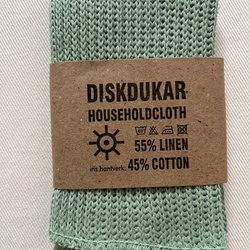 DISKDUKAR
HOUSEHOLDCLOTH
55% LINEN
iris hantverk: 45% COTTON